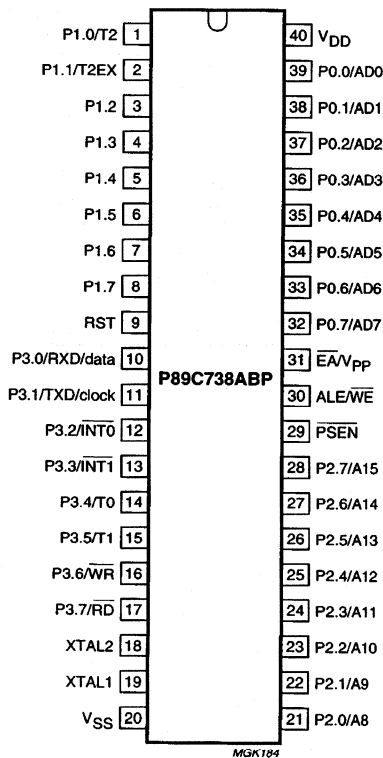 P1.0/T2 1 40 VDD
P1.1/T2EX 2 39 P0.0/AD0
P1.2 3 38 P0.1/AD1
P1.3 4 37 P0.2/AD2
P1.4 5 36 P0.3/AD3
P1.5 6 35 P0.4/AD4
P1.6 7 34 P0.5/AD5
P1.7 8 33 P0.6/AD6
RST 9 32 P0.7/AD7
P3.0/RXD/data 10 31 E̅A̅/VPP
P89C738ABP
P3.1/TXD/clock 11 30 ALE/W̅E̅
P3.2/I̅N̅T̅0̅ 12 29 P̅S̅E̅N̅
P3.3/I̅N̅T̅1̅ 13 28 P2.7/A15
P3.4/T0 14 27 P2.6/A14
P3.5/T1 15 26 P2.5/A13
P3.6/W̅R̅ 16 25 P2.4/A12
P3.7/R̅D̅ 17 24 P2.3/A11
XTAL2 18 23 P2.2/A10
XTAL1 19 22 P2.1/A9
VSS 20 21 P2.0/A8
MGK184